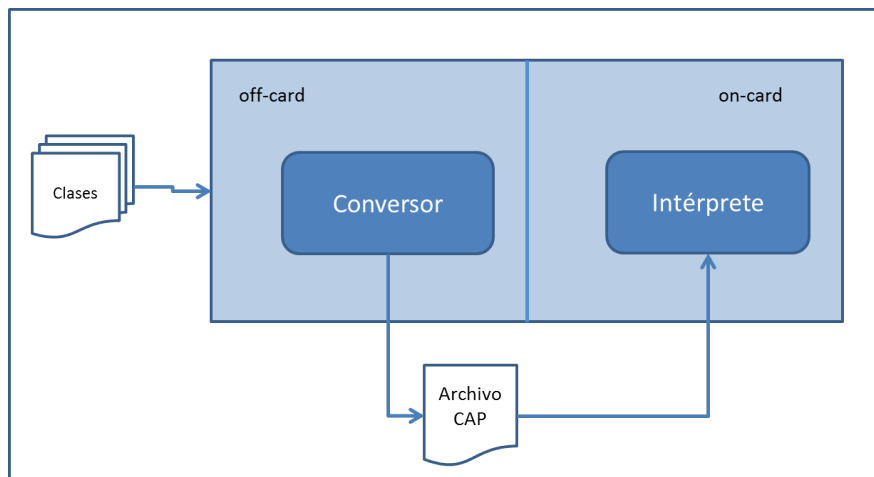 off-card
on-card
Clases
Conversor
Intérprete
Archivo
CAP